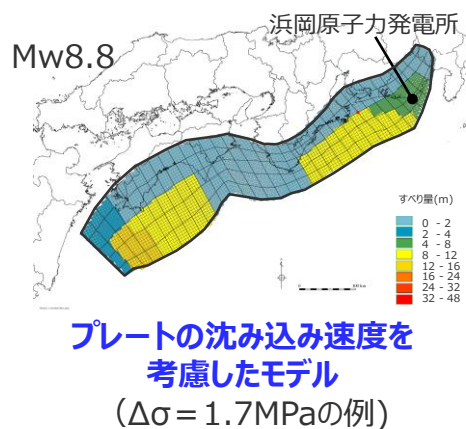 浜岡原子力発電所
Mw8.8
すべり量(m)
0 - 2
2 - 4
4 - 8
8 - 12
12 - 16
16 - 24
24 - 32
32 - 48
プレートの沈み込み速度を
考慮したモデル
（Δσ＝1.7MPaの例)